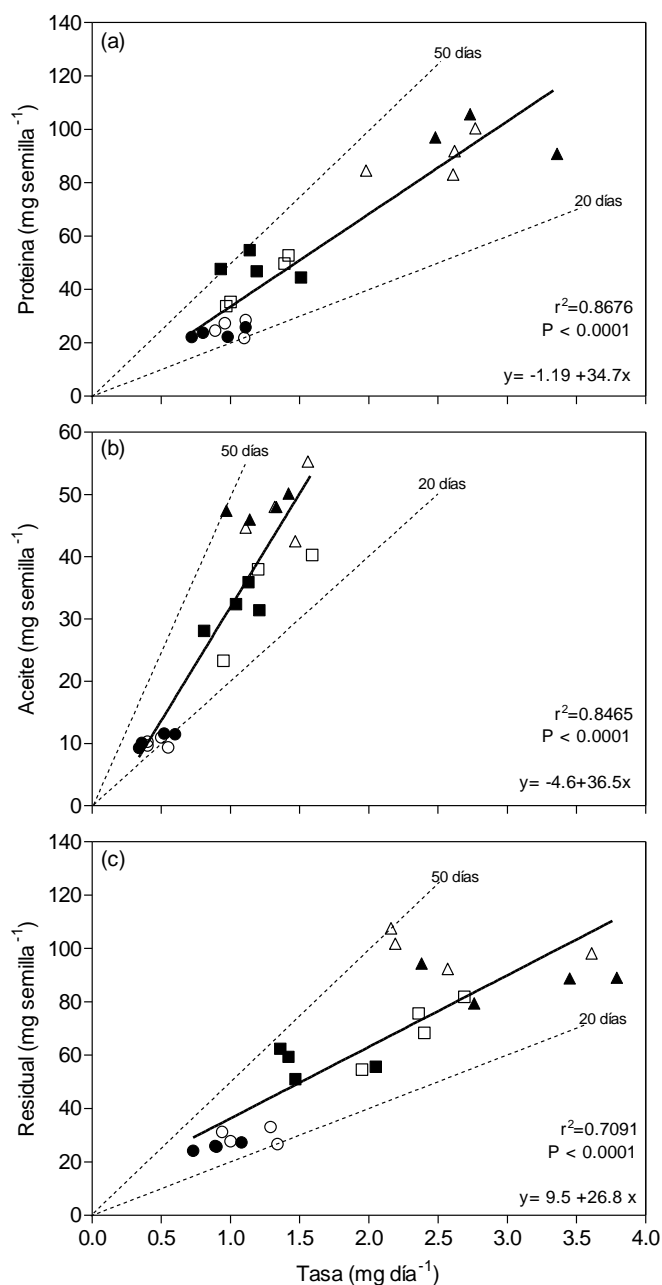 140
(a)
50 días
120
100
80
20 días
60
40
r²=0.8676
P < 0.0001
20
y= -1.19 +34.7x
0
Proteína (mg semilla⁻¹)
60
(b)
50 días
20 días
50
40
30
20
10
r²=0.8465
P < 0.0001
y= -4.6+36.5x
0
Aceite (mg semilla⁻¹)
140
(c)
50 días
120
100
80
20 días
60
40
r²=0.7091
P < 0.0001
20
y= 9.5 +26.8 x
0
Residual (mg semilla⁻¹)
0.0 0.5 1.0 1.5 2.0 2.5 3.0 3.5 4.0
Tasa (mg día⁻¹)